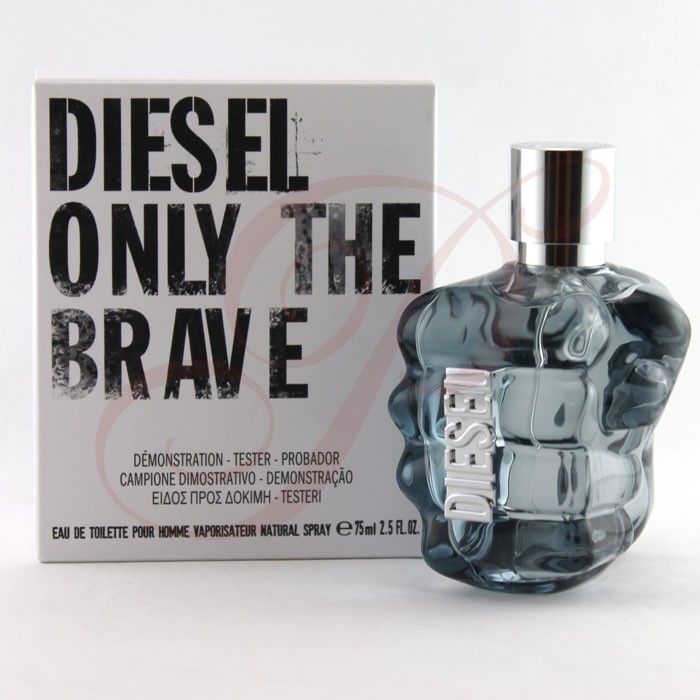 DIESEL
ONLY THE
BRAVE
DÉMONSTRATION - TESTER - PROBADOR
CAMPIONE DIMOSTRATIVO - DEMONSTRAÇÃO
ΕΙΔΟΣ ΠΡΟΣ ΔΟΚΙΜΗ - TESTERI
EAU DE TOILETTE POUR HOMME VAPORISATEUR NATURAL SPRAY ℮ 75ml 2.5 FL.OZ.
DIESEL